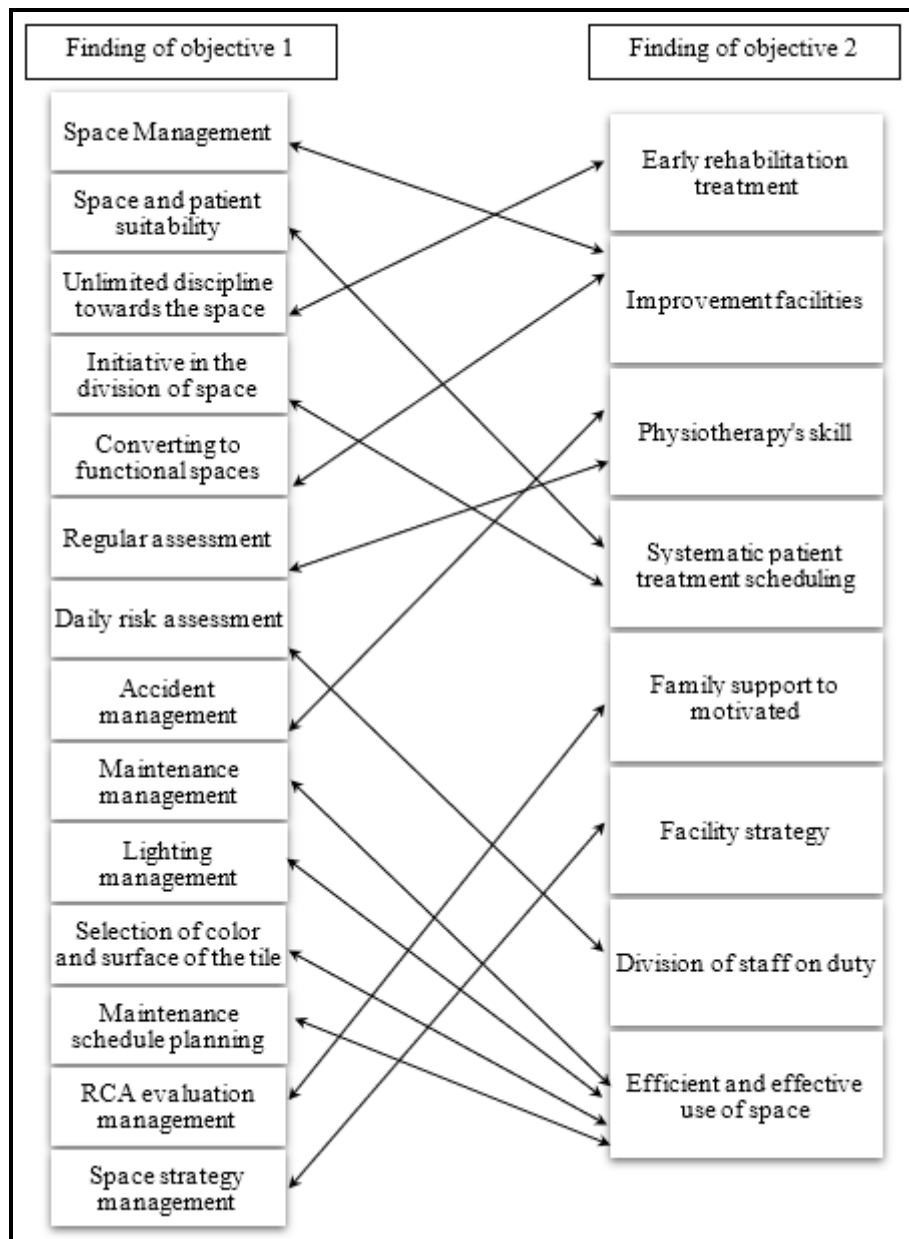 Finding of objective 1
Finding of objective 2
Space Management
Space and patient
suitability
Unlimited discipline
towards the space
Initiative in the
division of space
Converting to
functional spaces
Regular assessment
Daily risk assessment
Accident
management
Maintenance
management
Lighting
management
Selection of color
and surface of the tile
Maintenance
schedule planning
RCA evaluation
management
Space strategy
management
Early rehabilitation
treatment
Improvement facilities
Physiotherapy's skill
Systematic patient
treatment scheduling
Family support to
motivated
Facility strategy
Division of staff on duty
Efficient and effective
use of space